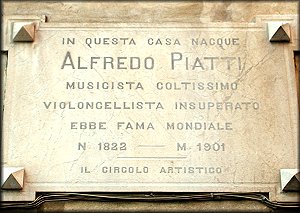 IN QUESTA CASA NACQUE
ALFREDO PIATTI
MUSICISTA COLTISSIMO
VIOLONCELLISTA INSUPERATO
EBBE FAMA MONDIALE
N 1822 — M 1901
IL CIRCOLO ARTISTICO